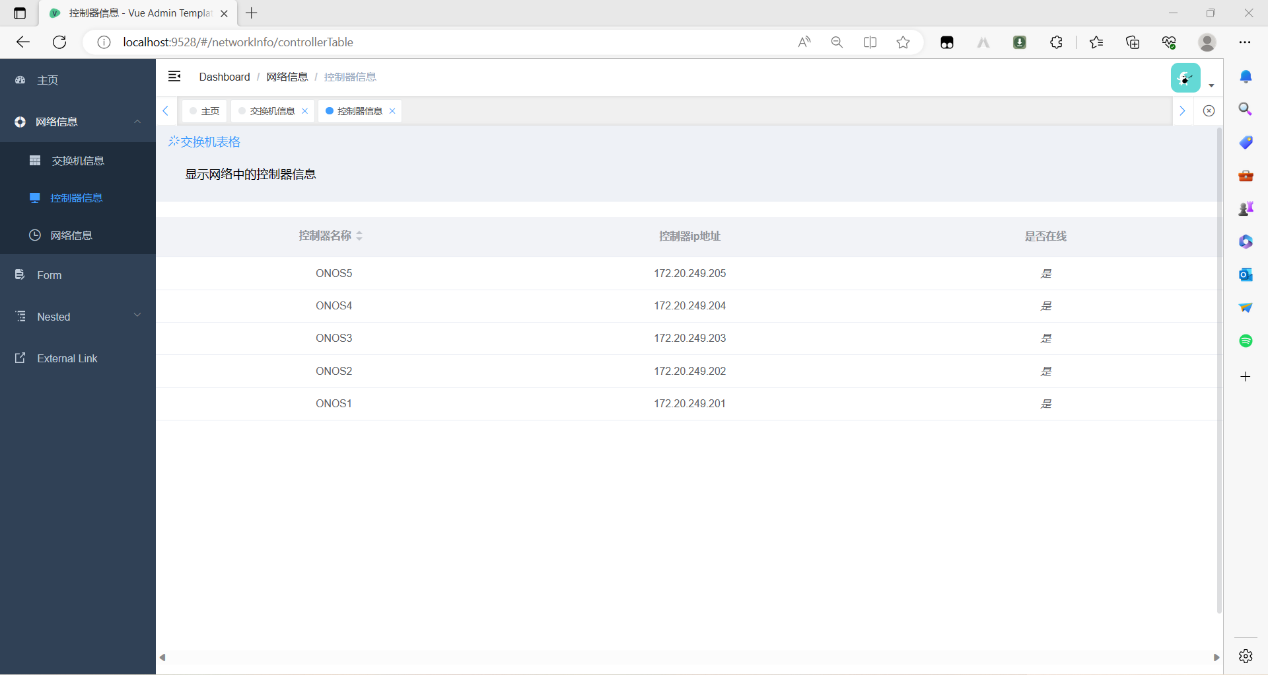 控制器信息 - Vue Admin Templa
localhost:9528/#/networkInfo/controllerTable
主页
网络信息
交换机信息
控制器信息
网络信息
Form
Nested
External Link
Dashboard / 网络信息 / 控制器信息
主页 交换机信息 控制器信息
交换机表格
显示网络中的控制器信息
控制器名称 控制器ip地址 是否在线
ONOS5 172.20.249.205 是
ONOS4 172.20.249.204 是
ONOS3 172.20.249.203 是
ONOS2 172.20.249.202 是
ONOS1 172.20.249.201 是